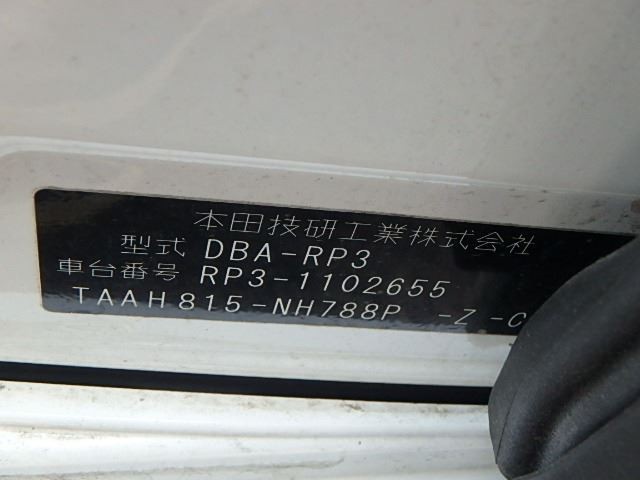 本田技研工業株式会社
型式 DBA-RP3
車台番号 RP3-1102655
TAAH815-NH788P -Z -C